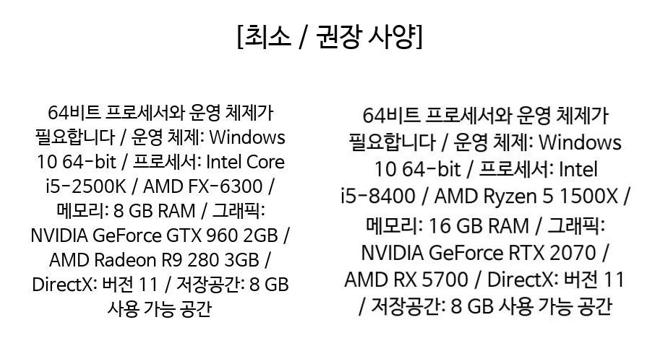 [최소 / 권장 사양]
64비트 프로세서와 운영 체제가
필요합니다 / 운영 체제: Windows
10 64-bit / 프로세서: Intel Core
i5-2500K / AMD FX-6300 /
메모리: 8 GB RAM / 그래픽:
NVIDIA GeForce GTX 960 2GB /
AMD Radeon R9 280 3GB /
DirectX: 버전 11 / 저장공간: 8 GB
사용 가능 공간
64비트 프로세서와 운영 체제가
필요합니다 / 운영 체제: Windows
10 64-bit / 프로세서: Intel
i5-8400 / AMD Ryzen 5 1500X /
메모리: 16 GB RAM / 그래픽:
NVIDIA GeForce RTX 2070 /
AMD RX 5700 / DirectX: 버전 11
/ 저장공간: 8 GB 사용 가능 공간